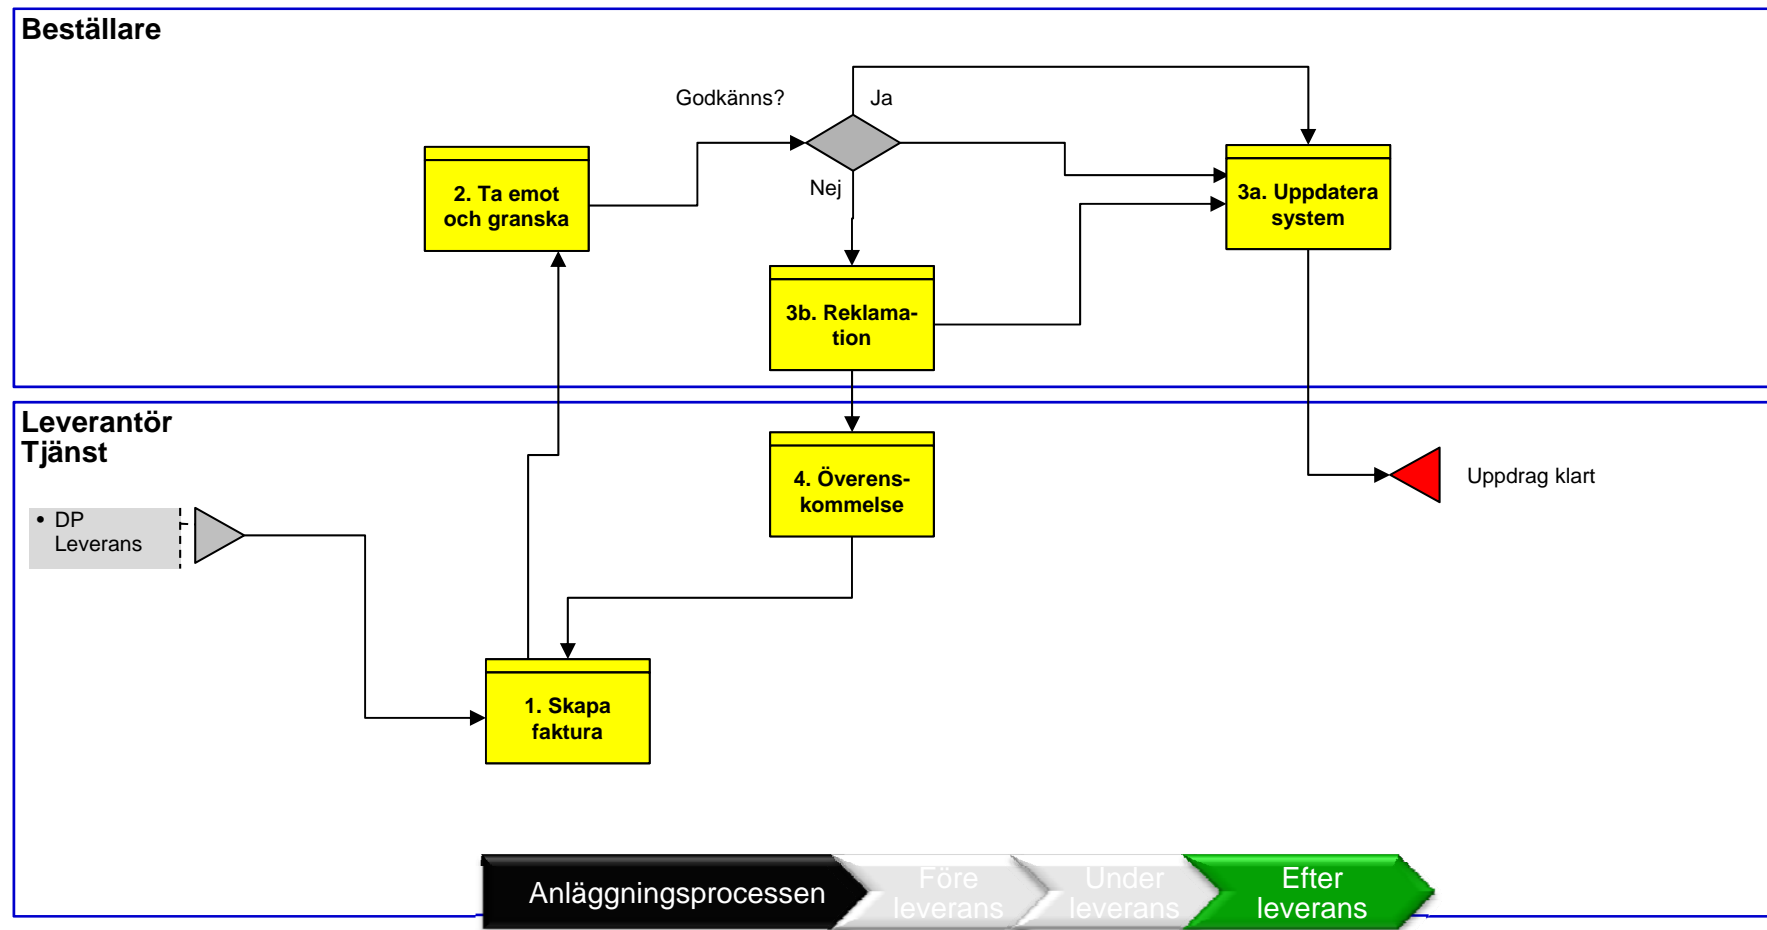 Beställare
Godkänns?
Ja
2. Ta emot
och granska
Nej
3a. Uppdatera
system
3b. Reklama-
tion
Leverantör
Tjänst
4. Överens-
kommelse
Uppdrag klart
• DP
Leverans
1. Skapa
faktura
Anläggningsprocessen
Före
leverans
Under
leverans
Efter
leverans